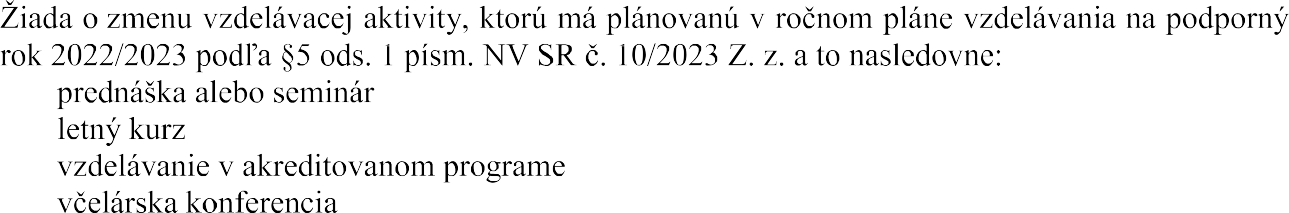 Žiada o zmenu vzdelávacej aktivity, ktorú má plánovanú v ročnom pláne vzdelávania na podporný
rok 2022/2023 podľa §5 ods. 1 písm. NV SR č. 10/2023 Z. z. a to nasledovne:
prednáška alebo seminár
letný kurz
vzdelávanie v akreditovanom programe
včelárska konferencia